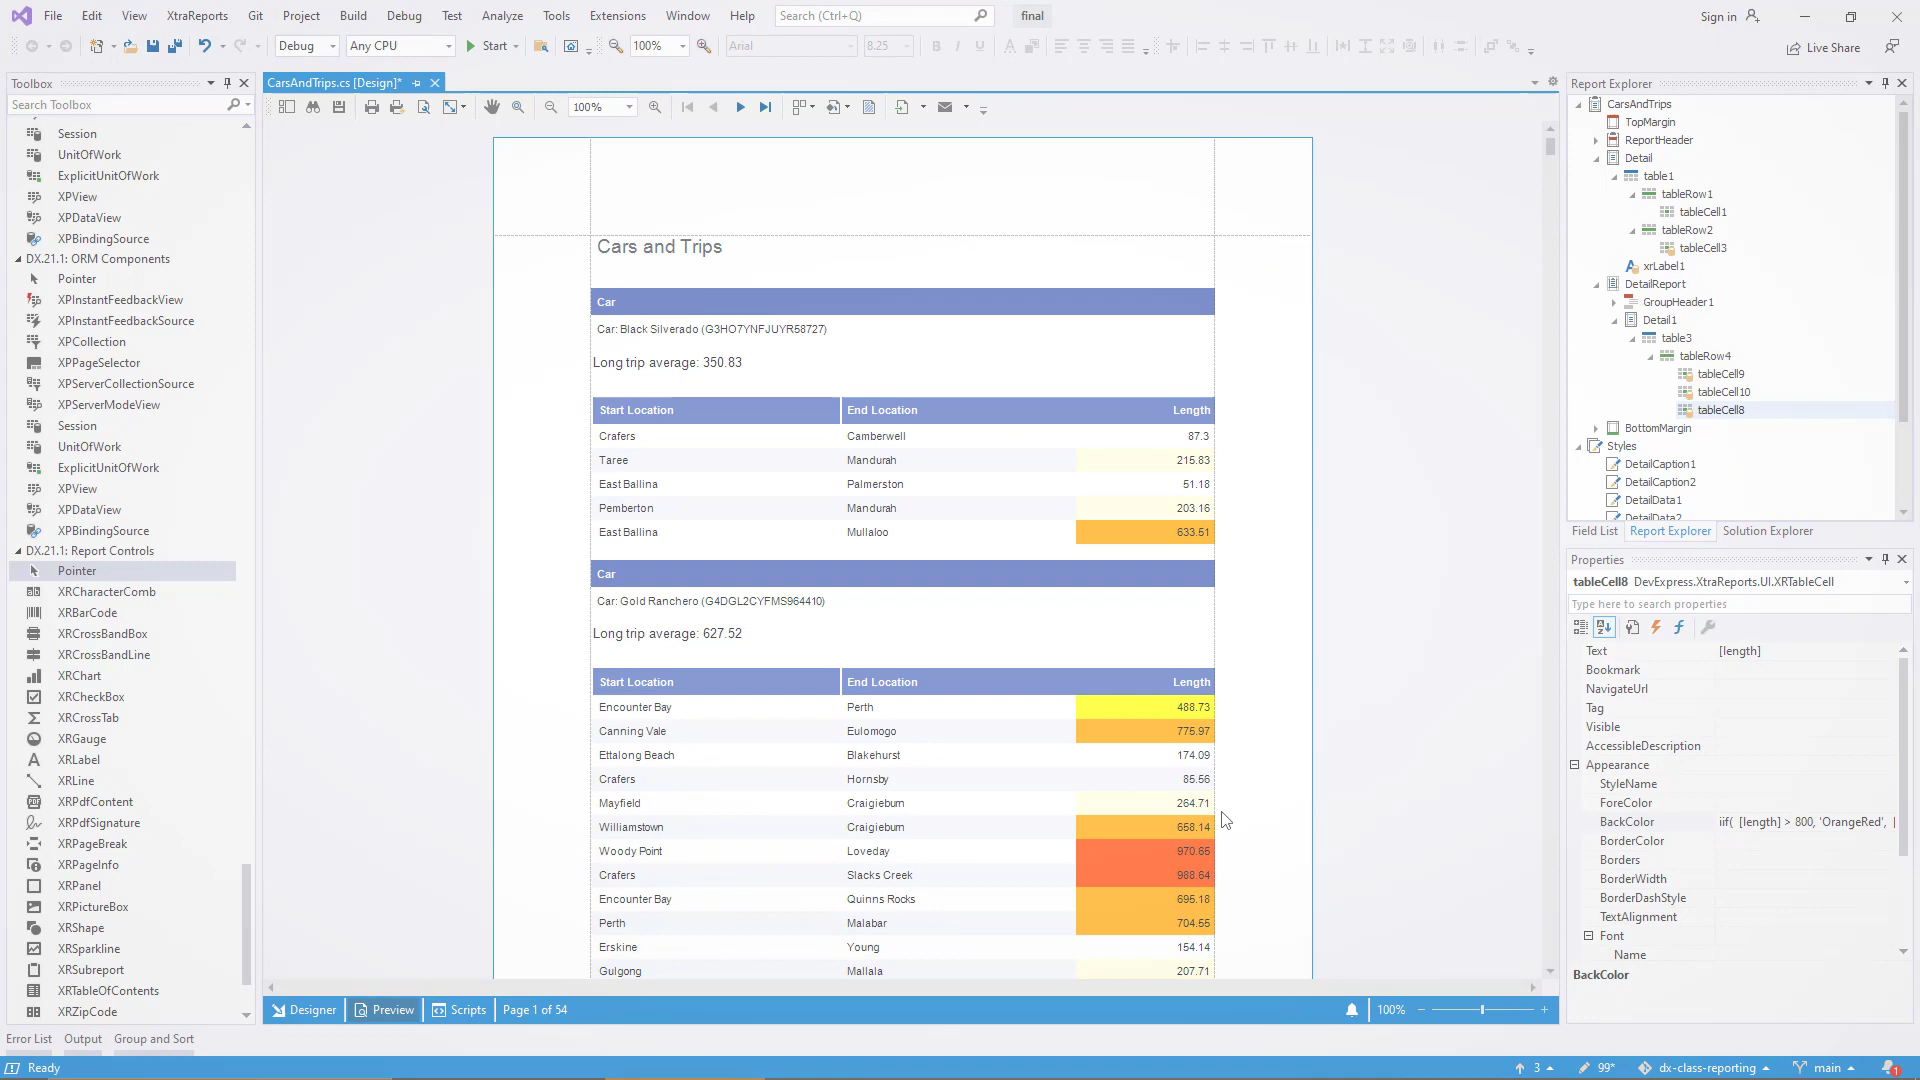 File Edit View XtraReports Git Project Build Debug Test Analyze Tools Extensions Window Help Search (Ctrl+Q) final Sign in
Debug Any CPU Start 100% Arial 8.25 B I U A Live Share
Toolbox
Search Toolbox
Session
UnitOfWork
ExplicitUnitOfWork
XPView
XPDataView
XPBindingSource
DX.21.1: ORM Components
Pointer
XPInstantFeedbackView
XPInstantFeedbackSource
XPCollection
XPPageSelector
XPServerCollectionSource
XPServerModeView
Session
UnitOfWork
ExplicitUnitOfWork
XPView
XPDataView
XPBindingSource
DX.21.1: Report Controls
Pointer
XRCharacterComb
XRBarCode
XRCrossBandBox
XRCrossBandLine
XRChart
XRCheckBox
XRCrossTab
XRGauge
XRLabel
XRLine
XRPdfContent
XRPdfSignature
XRPageBreak
XRPageInfo
XRPanel
XRPictureBox
XRShape
XRSparkline
XRSubreport
XRTableOfContents
XRZipCode
CarsAndTrips.cs [Design]*
100%
Cars and Trips
Car
Car: Black Silverado (G3HO7YNFJUYR58727)
Long trip average: 350.83
Start Location End Location Length
Crafers Camberwell 87.3
Taree Mandurah 215.83
East Ballina Palmerston 51.18
Pemberton Mandurah 203.16
East Ballina Mullaloo 633.51
Car
Car: Gold Ranchero (G4DGL2CYFMS964410)
Long trip average: 627.52
Start Location End Location Length
Encounter Bay Perth 488.73
Canning Vale Eulomogo 775.97
Ettalong Beach Blakehurst 174.09
Crafers Hornsby 85.56
Mayfield Craigieburn 264.71
Williamstown Craigieburn 658.14
Woody Point Loveday 970.65
Crafers Slacks Creek 988.64
Encounter Bay Quinns Rocks 695.18
Perth Malabar 704.55
Erskine Young 154.14
Gulgong Mallala 207.71
Designer Preview Scripts Page 1 of 54 100%
Report Explorer
CarsAndTrips
TopMargin
ReportHeader
Detail
table1
tableRow1
tableCell1
tableRow2
tableCell3
xrLabel1
DetailReport
GroupHeader1
Detail1
table3
tableRow4
tableCell9
tableCell10
tableCell8
BottomMargin
Styles
DetailCaption1
DetailCaption2
DetailData1
DetailData2
Field List Report Explorer Solution Explorer
Properties
tableCell8 DevExpress.XtraReports.UI.XRTableCell
Type here to search properties
Text [length]
Bookmark
NavigateUrl
Tag
Visible
AccessibleDescription
Appearance
StyleName
ForeColor
BackColor iif( [length] > 800, 'OrangeRed', [
BorderColor
Borders
BorderWidth
BorderDashStyle
TextAlignment
Font
Name
BackColor
Error List Output Group and Sort
Ready 3 99* dx-class-reporting main 1